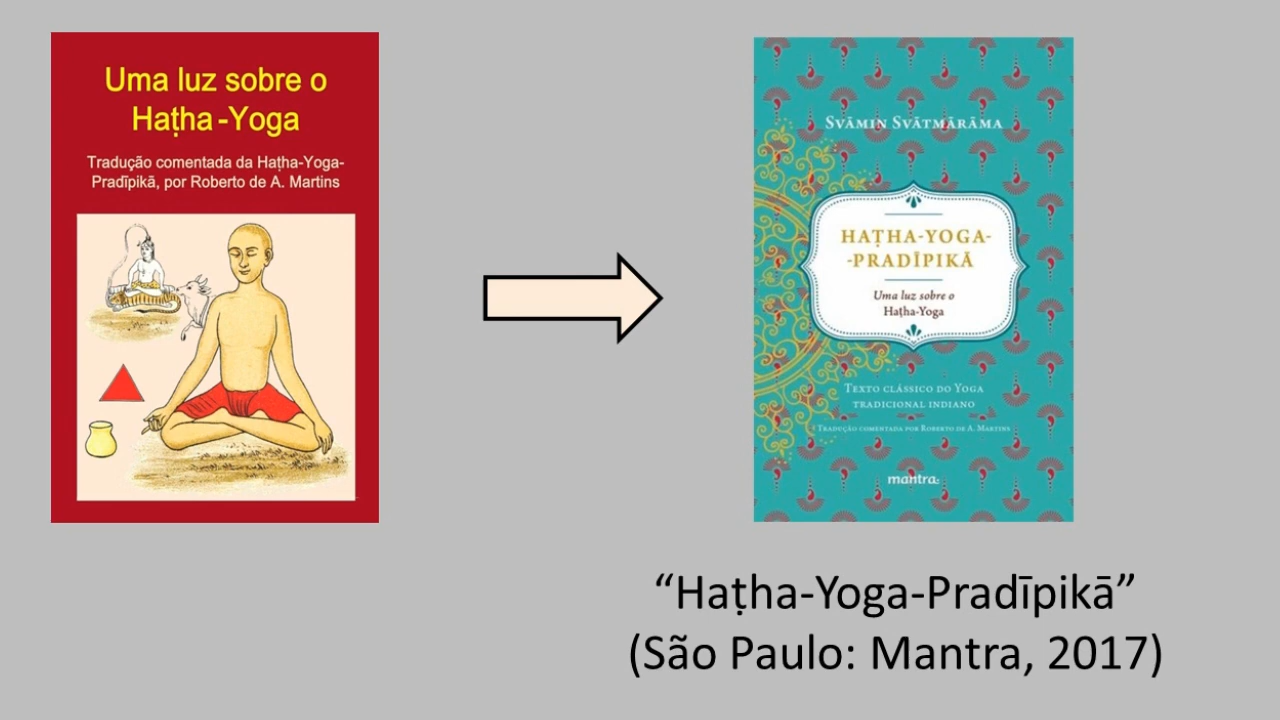 Uma luz sobre o
Haṭha-Yoga
Tradução comentada da Haṭha-Yoga-
Pradīpikā, por Roberto de A. Martins
Svāmin Svātmārāma
HAṬHA-YOGA-
-PRADĪPIKĀ
Uma luz sobre o
Haṭha-Yoga
Texto clássico do Yoga
tradicional indiano
Tradução comentada por Roberto de A. Martins
mantra.
“Haṭha-Yoga-Pradīpikā”
(São Paulo: Mantra, 2017)